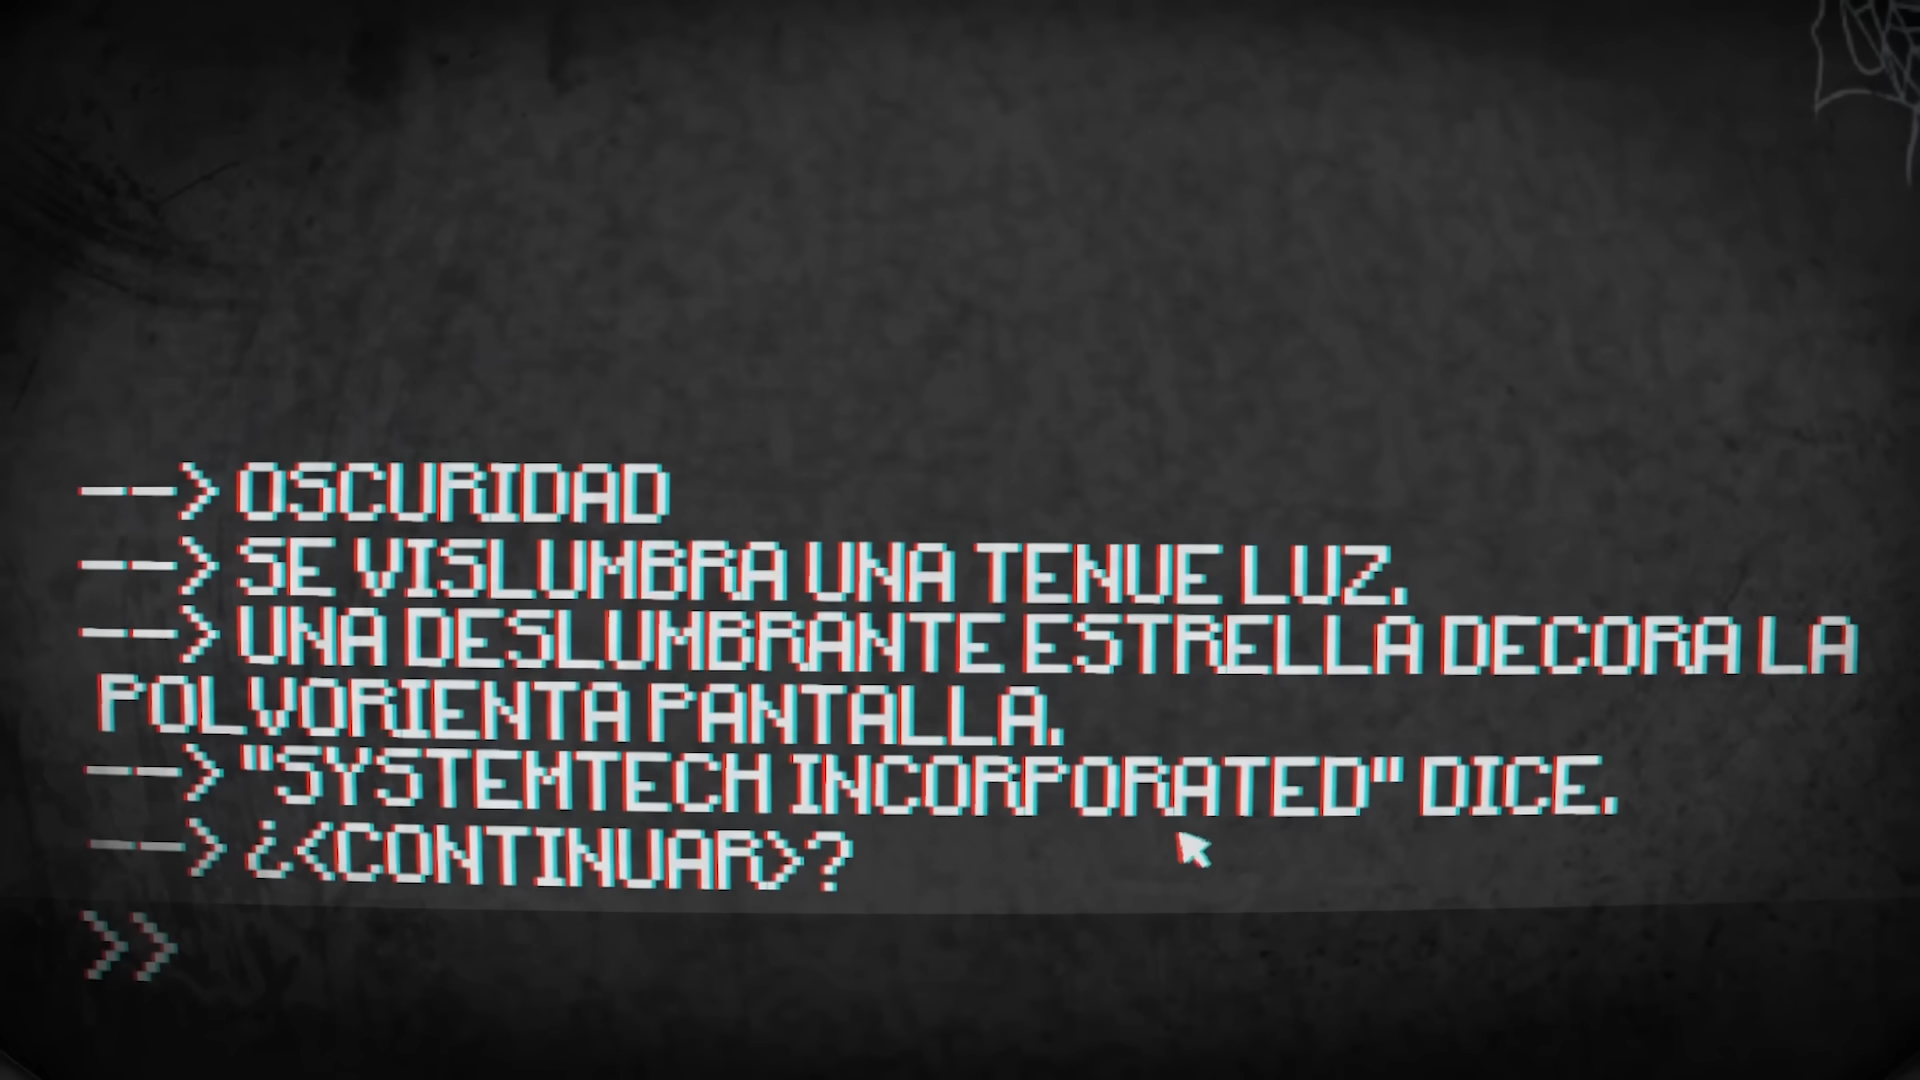 --> OSCURIDAD
--> SE VISLUMBRA UNA TENUE LUZ.
--> UNA DESLUMBRANTE ESTRELLA DECORA LA
POLVORIENTA PANTALLA.
--> "SYSTEMTECH INCORPORATED" DICE.
--> ¿<CONTINUAR>?
>>